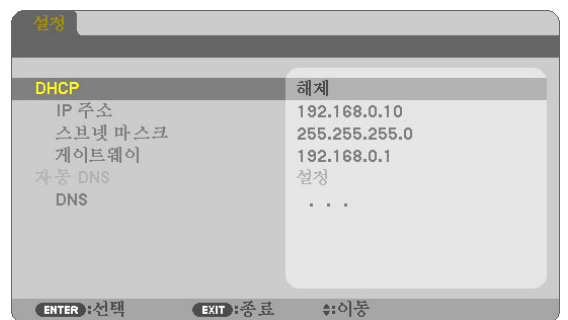 설정
DHCP 해제
IP 주소 192.168.0.10
스브넷 마스크 255.255.255.0
게이트웨이 192.168.0.1
자동 DNS 설정
DNS . . .
ENTER :선택 EXIT :종료 :이동